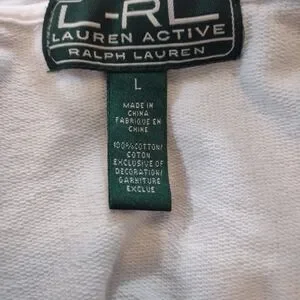 L-RL
LAUREN ACTIVE
RALPH LAUREN
L
MADE IN
CHINA
FABRIQUÉ EN
CHINE
100%COTTON/
COTON
EXCLUSIVE OF
DECORATION/
GARNITURE
EXCLUE